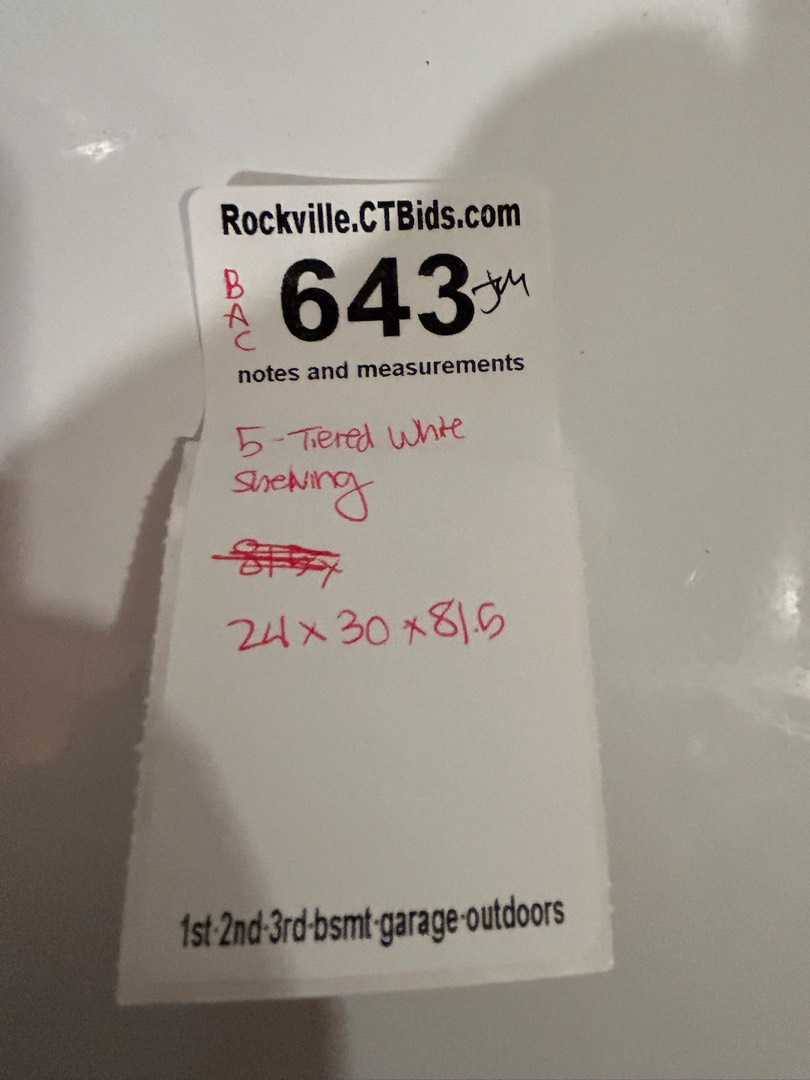 Rockville.CTBids.com
B
A
C
643 JM
notes and measurements
5-Tiered White
Shelving
24 x 30 x 81.5
1st-2nd-3rd-bsmt-garage-outdoors